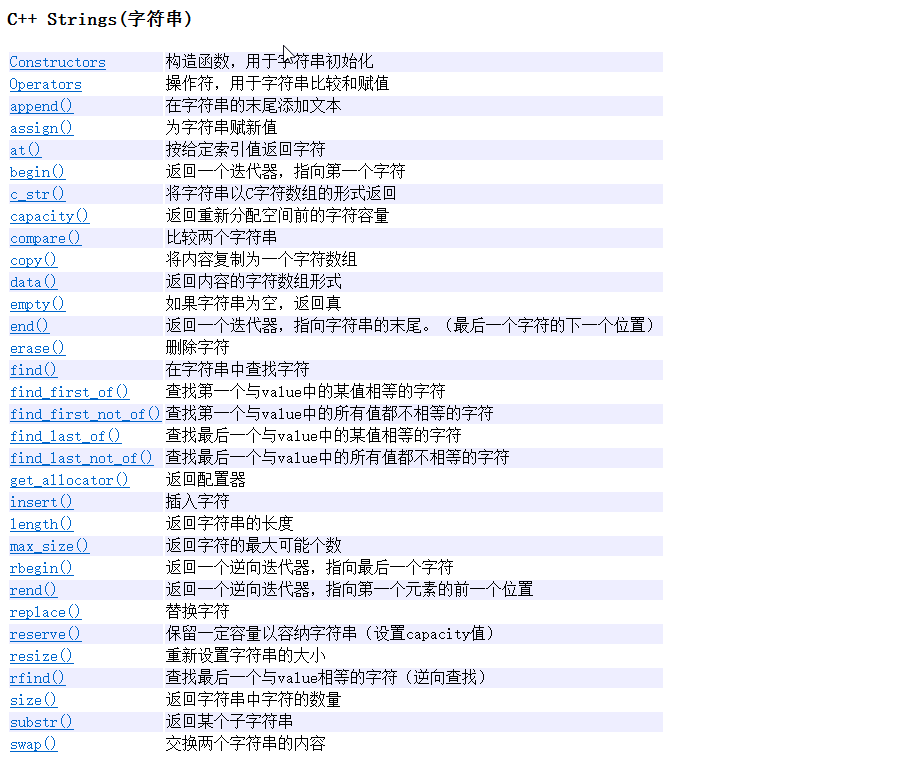 C++ Strings(字符串)
Constructors 构造函数，用于字符串初始化
Operators 操作符，用于字符串比较和赋值
append() 在字符串的末尾添加文本
assign() 为字符串赋新值
at() 按给定索引值返回字符
begin() 返回一个迭代器，指向第一个字符
c_str() 将字符串以C字符数组的形式返回
capacity() 返回重新分配空间前的字符容量
compare() 比较两个字符串
copy() 将内容复制为一个字符数组
data() 返回内容的字符数组形式
empty() 如果字符串为空，返回真
end() 返回一个迭代器，指向字符串的末尾。（最后一个字符的下一个位置）
erase() 删除字符
find() 在字符串中查找字符
find_first_of() 查找第一个与value中的某值相等的字符
find_first_not_of() 查找第一个与value中的所有值都不相等的字符
find_last_of() 查找最后一个与value中的某值相等的字符
find_last_not_of() 查找最后一个与value中的所有值都不相等的字符
get_allocator() 返回配置器
insert() 插入字符
length() 返回字符串的长度
max_size() 返回字符的最大可能个数
rbegin() 返回一个逆向迭代器，指向最后一个字符
rend() 返回一个逆向迭代器，指向第一个元素的前一个位置
replace() 替换字符
reserve() 保留一定容量以容纳字符串（设置capacity值）
resize() 重新设置字符串的大小
rfind() 查找最后一个与value相等的字符（逆向查找）
size() 返回字符串中字符的数量
substr() 返回某个子字符串
swap() 交换两个字符串的内容